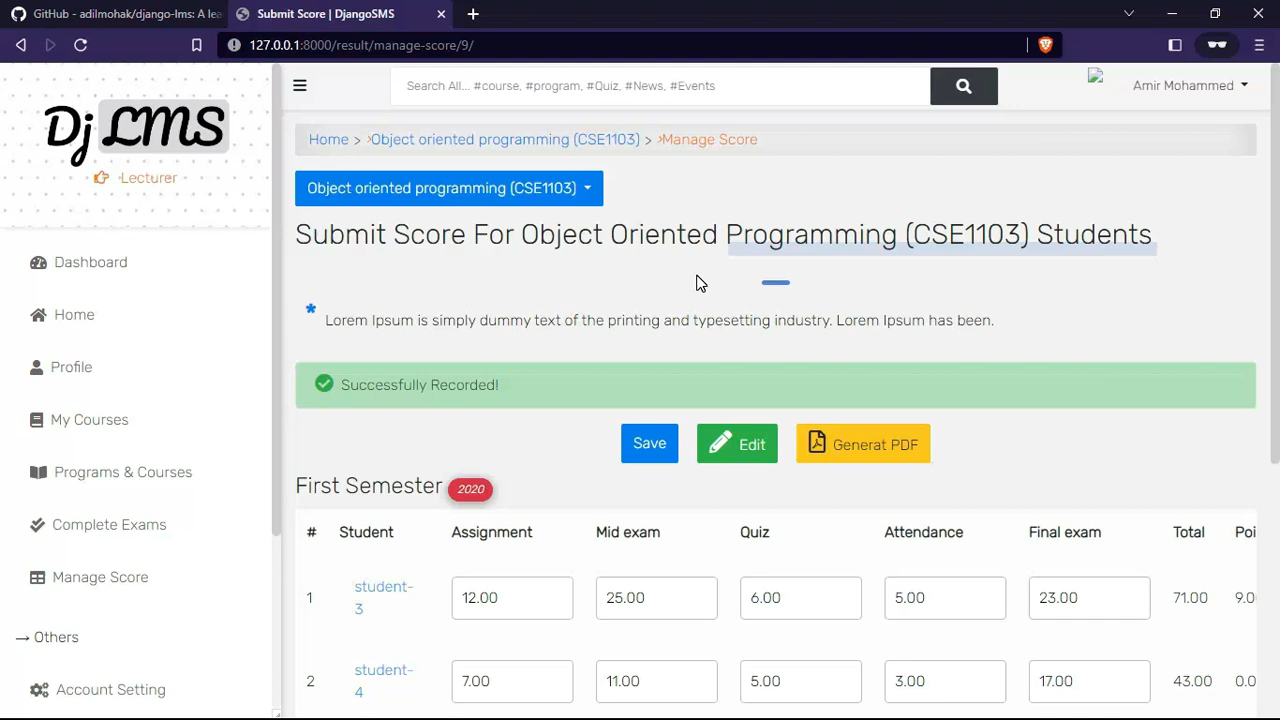 GitHub - adilmohak/django-lms: A lea
Submit Score | DjangoSMS
127.0.0.1:8000/result/manage-score/9/
Dj LMS
Lecturer
Dashboard
Home
Profile
My Courses
Programs & Courses
Complete Exams
Manage Score
→ Others
Account Setting
Search All... #course, #program, #Quiz, #News, #Events
Amir Mohammed
Home > ›Object oriented programming (CSE1103) > ›Manage Score
Object oriented programming (CSE1103)
Submit Score For Object Oriented Programming (CSE1103) Students
* Lorem Ipsum is simply dummy text of the printing and typesetting industry. Lorem Ipsum has been.
Successfully Recorded!
Save Edit Generat PDF
First Semester 2020
# Student Assignment Mid exam Quiz Attendance Final exam Total Poi
1 student-3 12.00 25.00 6.00 5.00 23.00 71.00 9.0
2 student-4 7.00 11.00 5.00 3.00 17.00 43.00 0.0